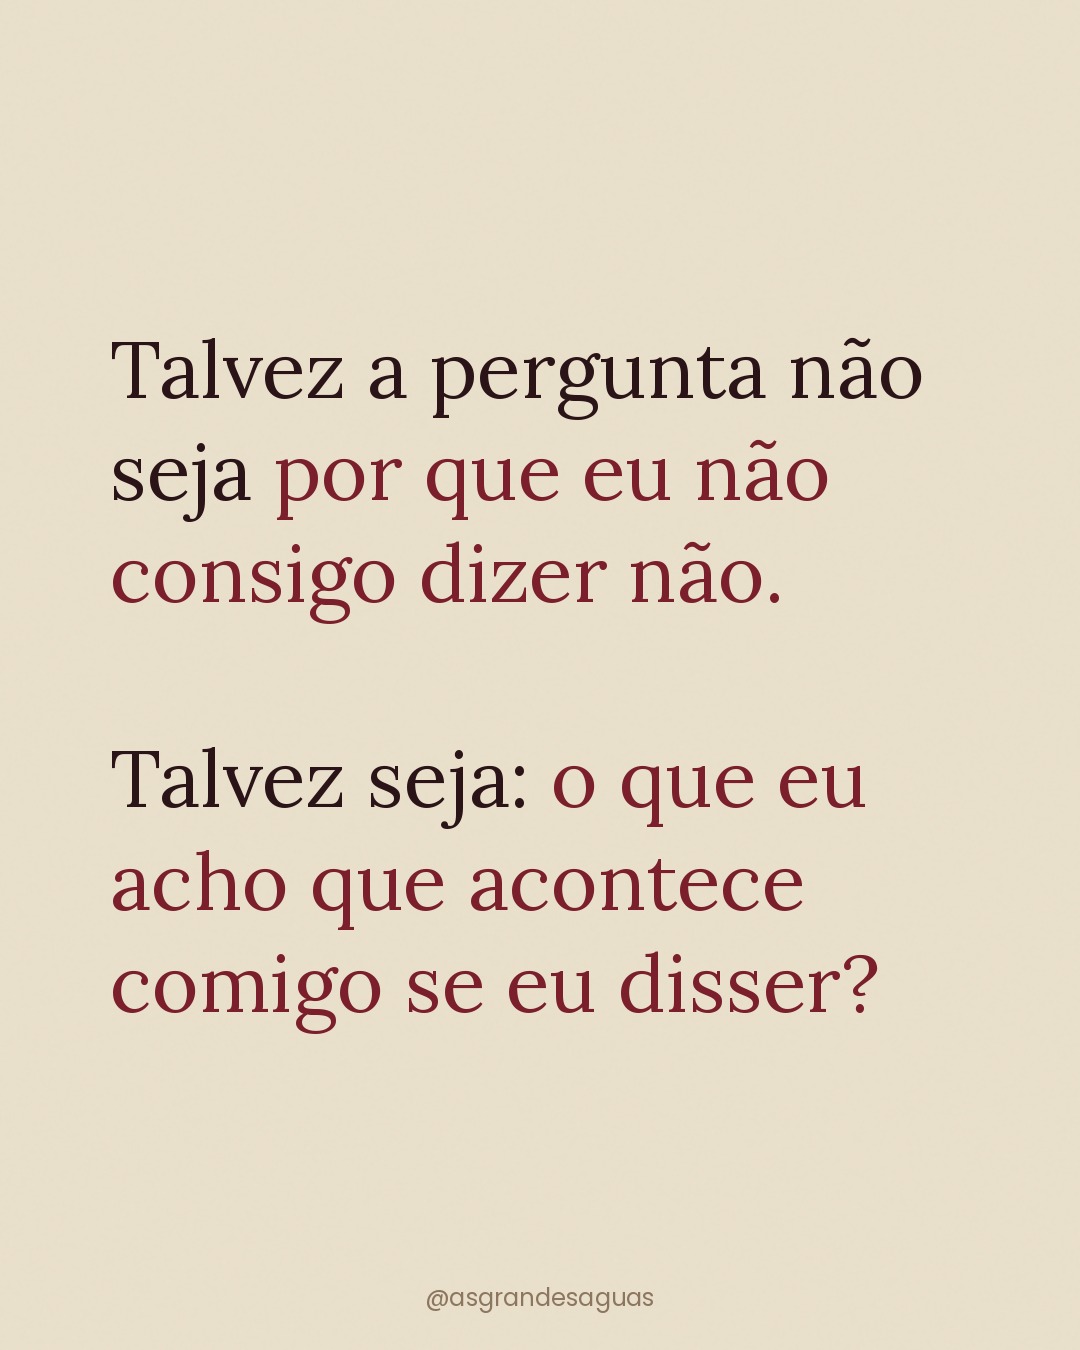 Talvez a pergunta não
seja por que eu não
consigo dizer não.
Talvez seja: o que eu
acho que acontece
comigo se eu disser?
@asgrandesaguas